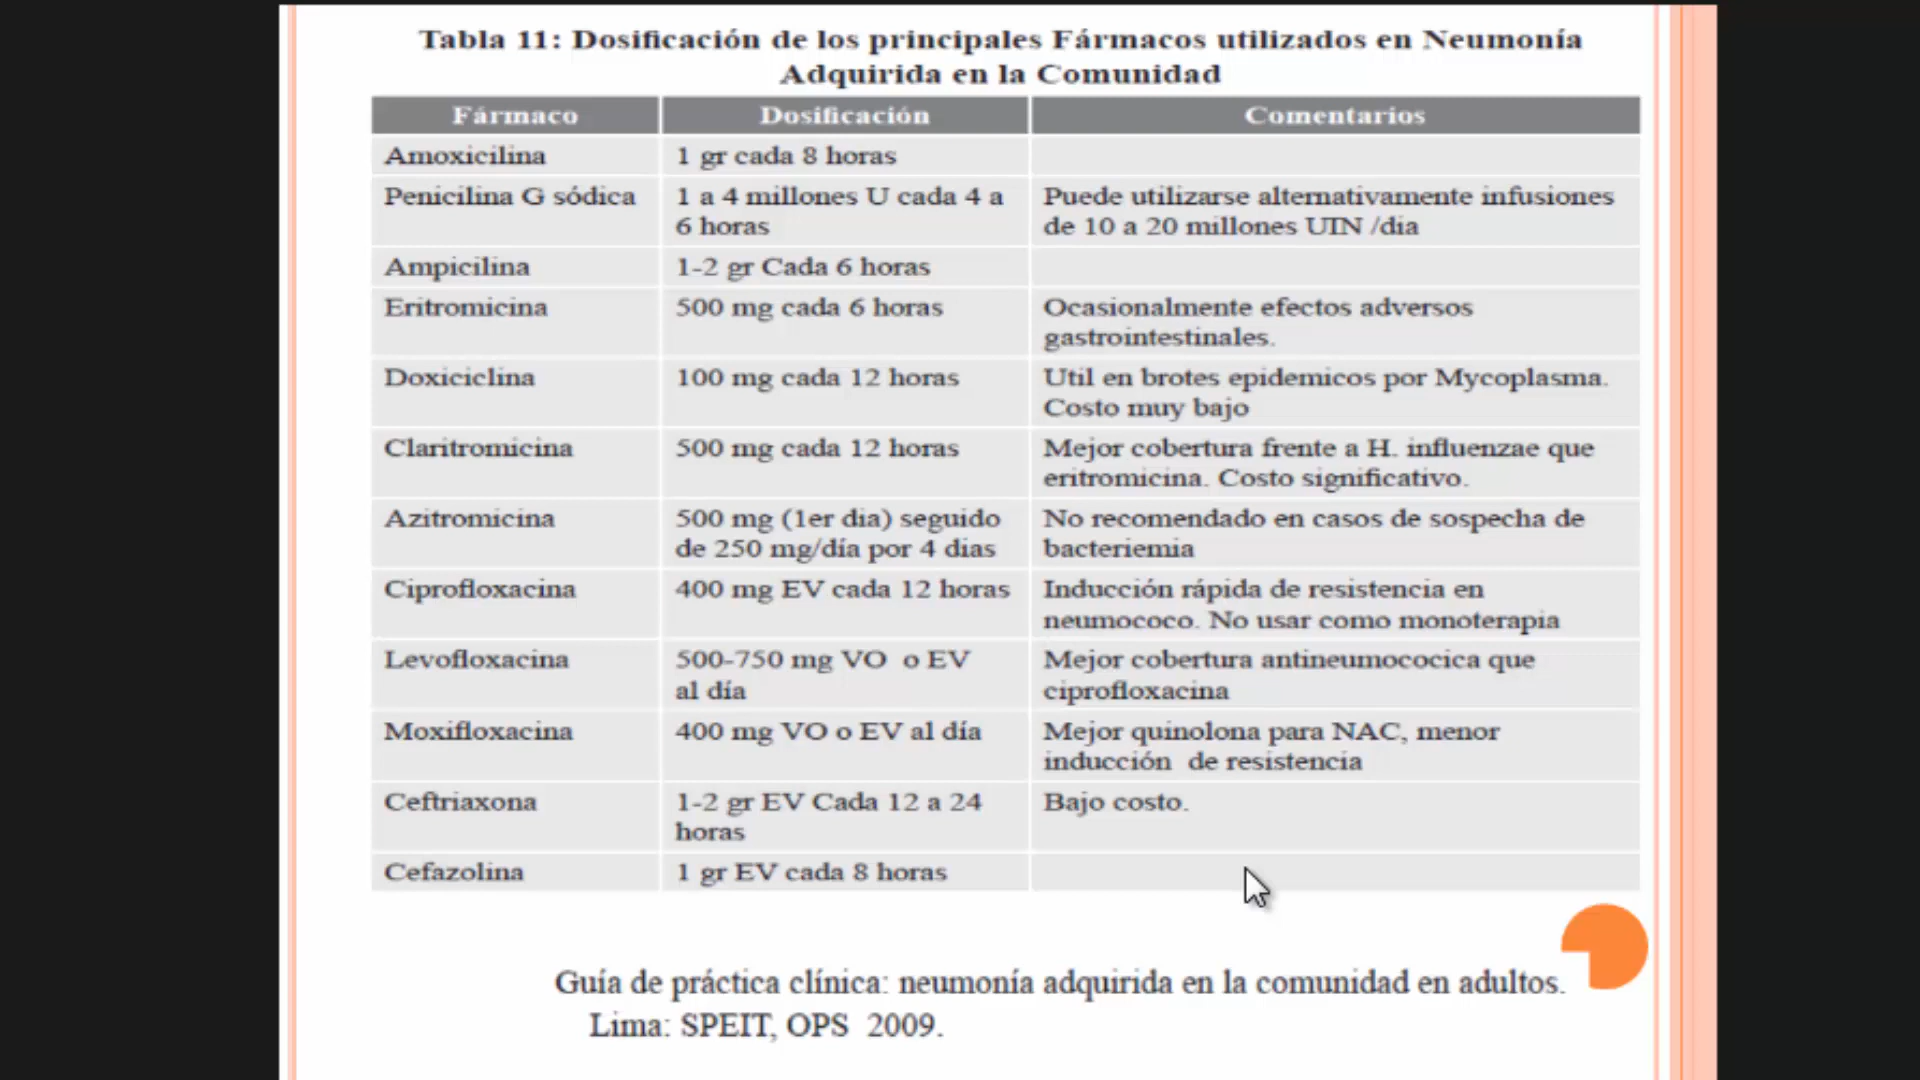 Tabla 11: Dosificación de los principales Fármacos utilizados en Neumonía
Adquirida en la Comunidad
Fármaco Dosificación Comentarios
Amoxicilina 1 gr cada 8 horas
Penicilina G sódica 1 a 4 millones U cada 4 a Puede utilizarse alternativamente infusiones
6 horas de 10 a 20 millones UIN /dia
Ampicilina 1-2 gr Cada 6 horas
Eritromicina 500 mg cada 6 horas Ocasionalmente efectos adversos
gastrointestinales.
Doxiciclina 100 mg cada 12 horas Util en brotes epidemicos por Mycoplasma.
Costo muy bajo
Claritromicina 500 mg cada 12 horas Mejor cobertura frente a H. influenzae que
eritromicina. Costo significativo.
Azitromicina 500 mg (1er dia) seguido No recomendado en casos de sospecha de
de 250 mg/día por 4 dias bacteriemia
Ciprofloxacina 400 mg EV cada 12 horas Inducción rápida de resistencia en
neumococo. No usar como monoterapia
Levofloxacina 500-750 mg VO o EV Mejor cobertura antineumococica que
al día ciprofloxacina
Moxifloxacina 400 mg VO o EV al día Mejor quinolona para NAC, menor
inducción de resistencia
Ceftriaxona 1-2 gr EV Cada 12 a 24 Bajo costo.
horas
Cefazolina 1 gr EV cada 8 horas
Guía de práctica clínica: neumonía adquirida en la comunidad en adultos.
Lima: SPEIT, OPS 2009.